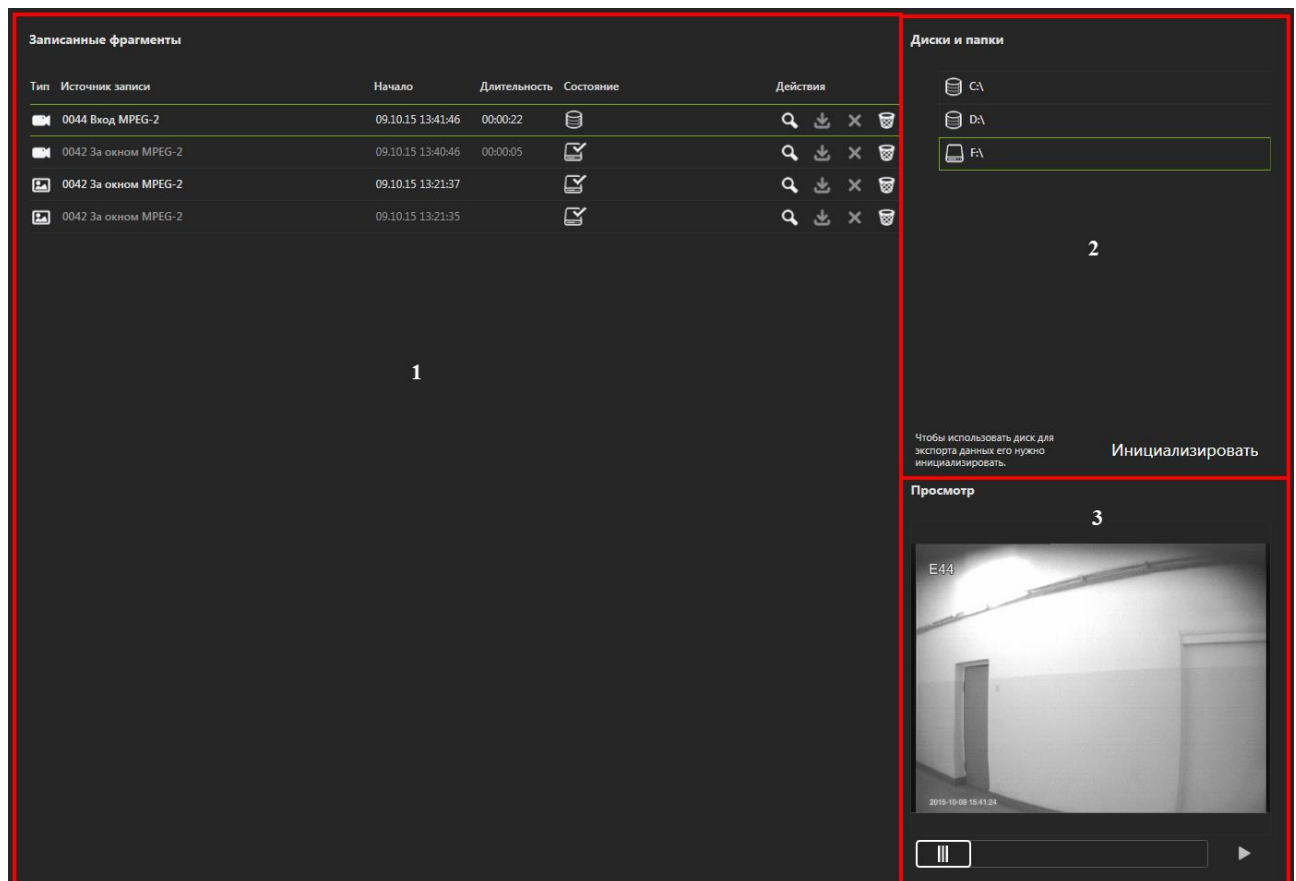 Записанные фрагменты
Тип Источник записи Начало Длительность Состояние Действия
0044 Вход MPEG-2 09.10.15 13:41:46 00:00:22
0042 За окном MPEG-2 09.10.15 13:40:46 00:00:05
0042 За окном MPEG-2 09.10.15 13:21:37
0042 За окном MPEG-2 09.10.15 13:21:35
1
Диски и папки
C:\
D:\
F:\
2
Чтобы использовать диск для
экспорта данных его нужно
инициализировать.
Инициализировать
Просмотр
3
E44
2015-10-09 15:41:24